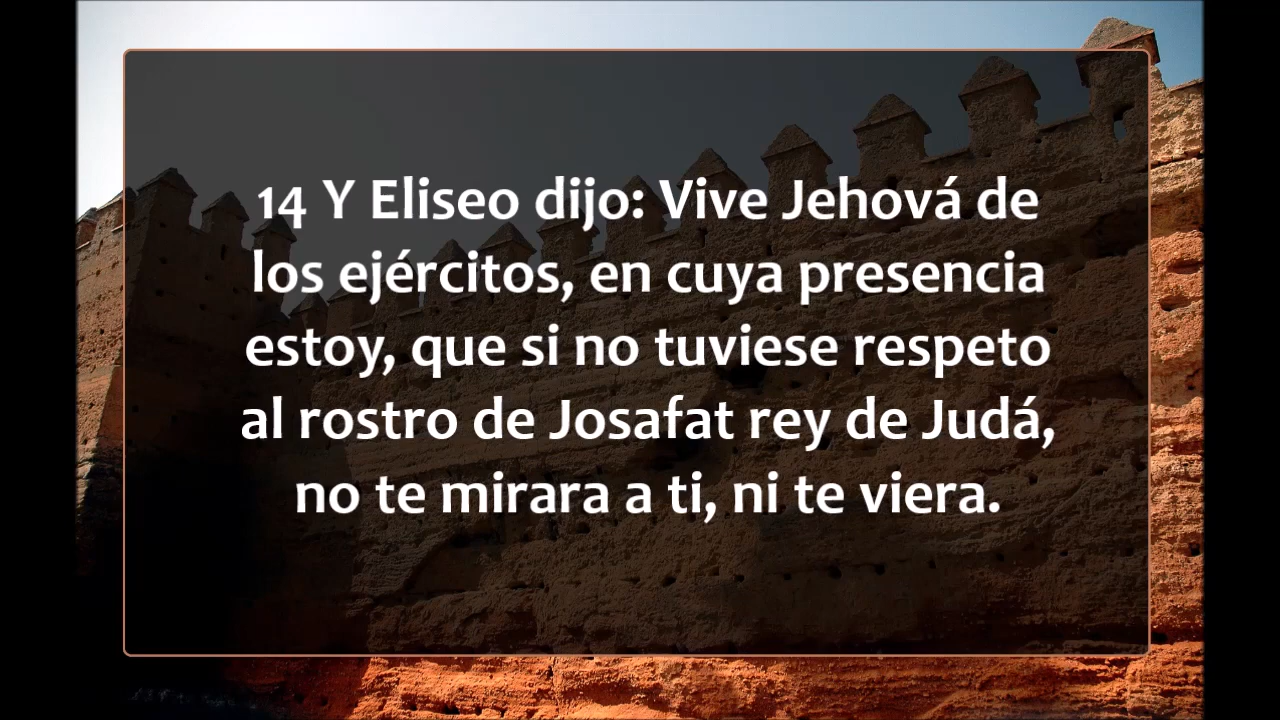 14 Y Eliseo dijo: Vive Jehová de
los ejércitos, en cuya presencia
estoy, que si no tuviese respeto
al rostro de Josafat rey de Judá,
no te mirara a ti, ni te viera.